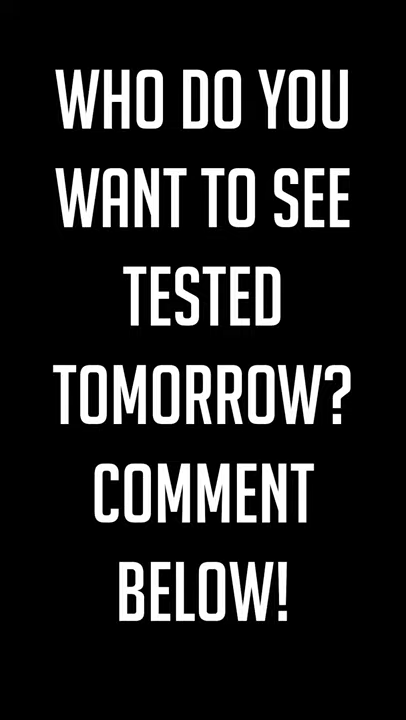 WHO DO YOU
WANT TO SEE
TESTED
TOMORROW?
COMMENT
BELOW!